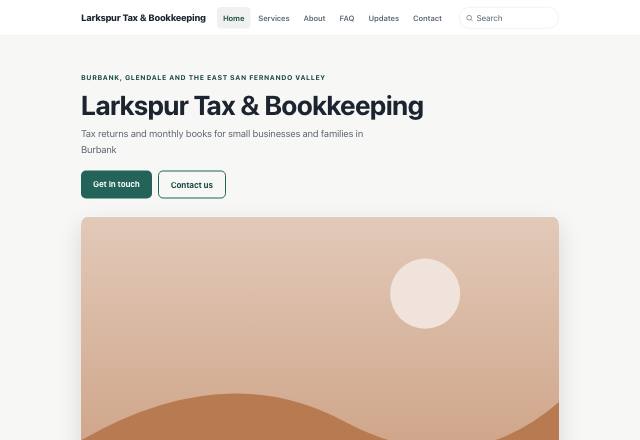 Larkspur Tax & Bookkeeping
Home Services About FAQ Updates Contact
Search
BURBANK, GLENDALE AND THE EAST SAN FERNANDO VALLEY
Larkspur Tax & Bookkeeping
Tax returns and monthly books for small businesses and families in
Burbank
Get in touch
Contact us